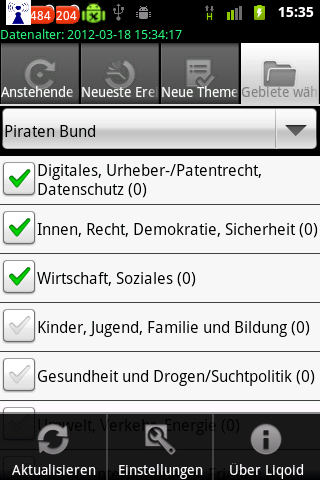 484 204 15:35
Datenalter: 2012-03-18 15:34:17
Anstehende Neueste Ere Neue Theme Gebiete wäh
Piraten Bund
Digitales, Urheber-/Patentrecht,
Datenschutz (0)
Innen, Recht, Demokratie, Sicherheit (0)
Wirtschaft, Soziales (0)
Kinder, Jugend, Familie und Bildung (0)
Gesundheit und Drogen/Suchtpolitik (0)
Umwelt, Verkehr, Energie (0)
Aktualisieren Einstellungen Über Liqoid